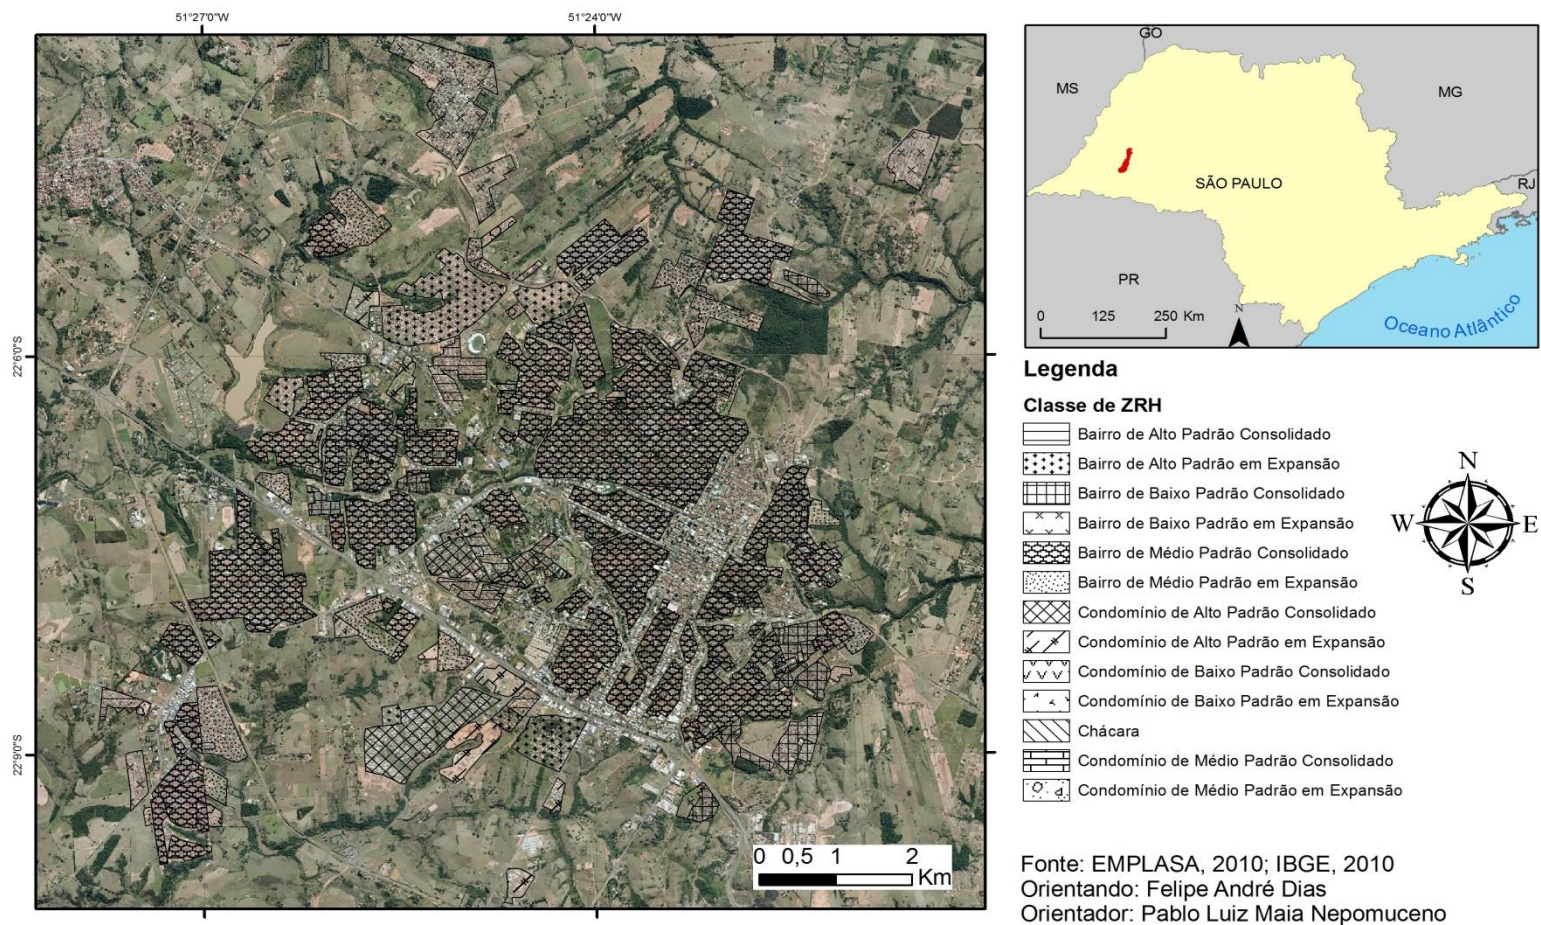 51°27'0"W
51°24'0"W
22°6'0"S
22°9'0"S
0 0,5 1 2
Km
GO
MS
MG
SÃO PAULO
RJ
PR
Oceano Atlântico
0 125 250 Km
N
Legenda
Classe de ZRH
Bairro de Alto Padrão Consolidado
Bairro de Alto Padrão em Expansão
Bairro de Baixo Padrão Consolidado
Bairro de Baixo Padrão em Expansão
Bairro de Médio Padrão Consolidado
Bairro de Médio Padrão em Expansão
Condomínio de Alto Padrão Consolidado
Condomínio de Alto Padrão em Expansão
Condomínio de Baixo Padrão Consolidado
Condomínio de Baixo Padrão em Expansão
Chácara
Condomínio de Médio Padrão Consolidado
Condomínio de Médio Padrão em Expansão
N
W E
S
Fonte: EMPLASA, 2010; IBGE, 2010
Orientando: Felipe André Dias
Orientador: Pablo Luiz Maia Nepomuceno